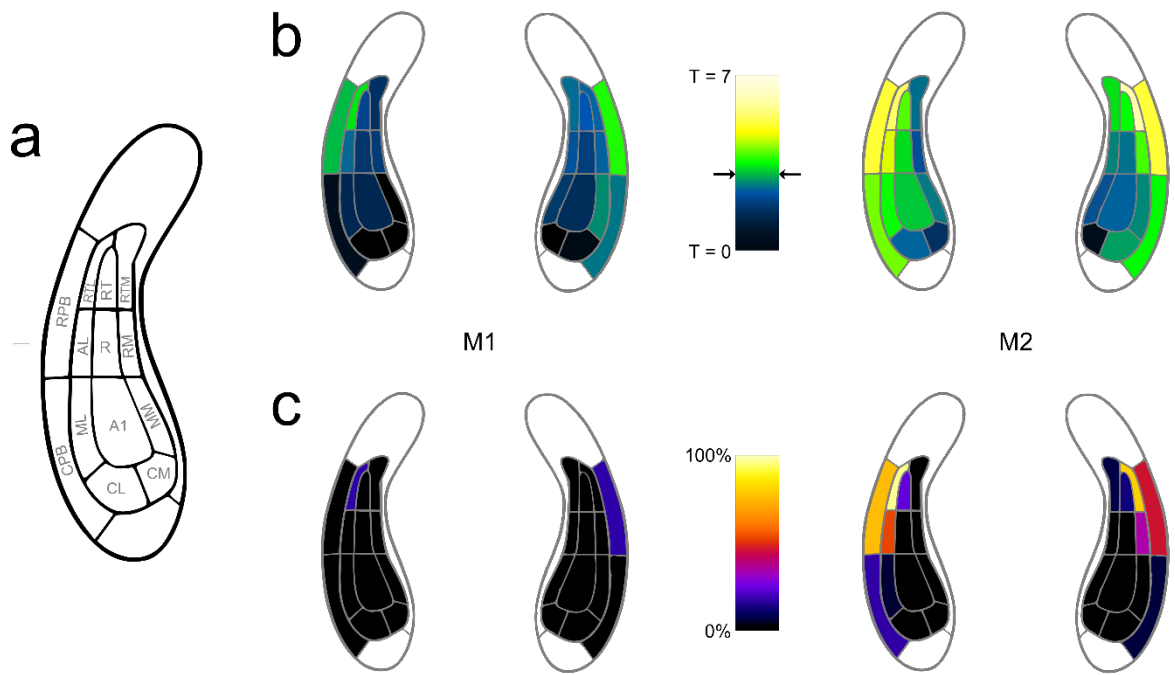 a
RPB
RTL
RT
RTM
AL
R
RM
ML
A1
MM
CPB
CL
CM
b
T = 7
T = 0
M1
M2
c
100%
0%